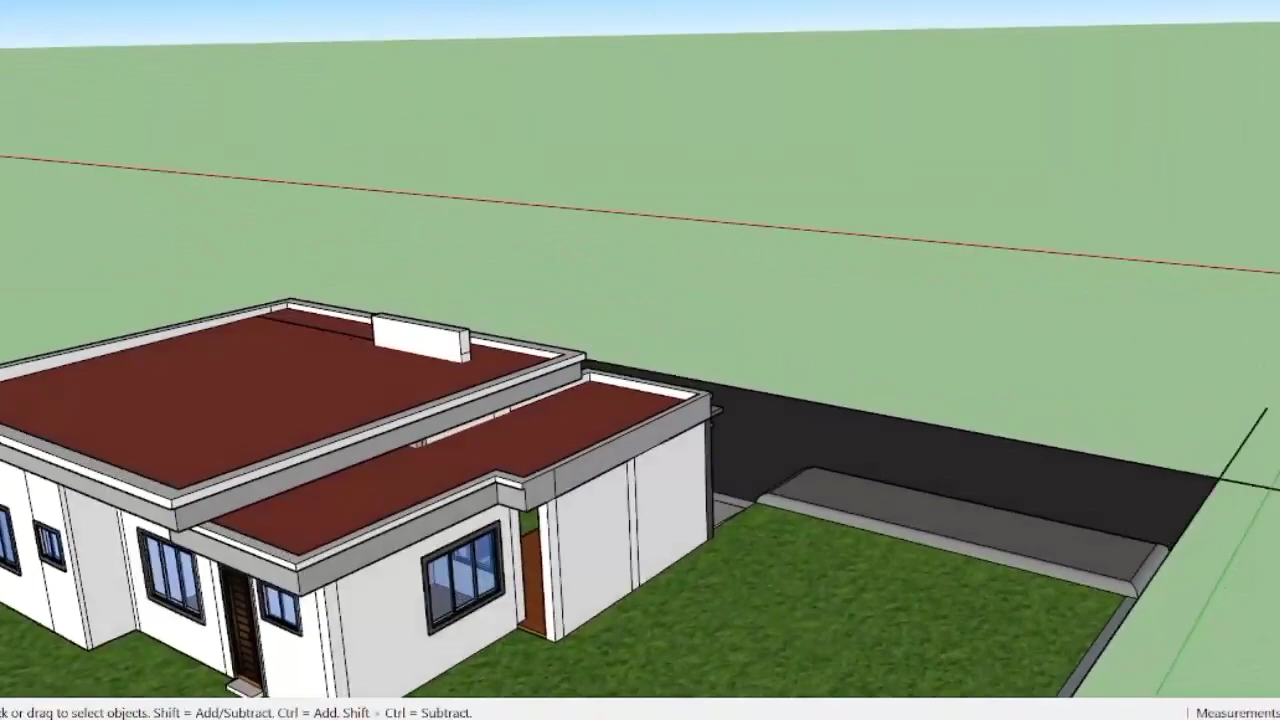 or drag to select objects. Shift = Add/Subtract. Ctrl = Add. Shift + Ctrl = Subtract.
Measurements